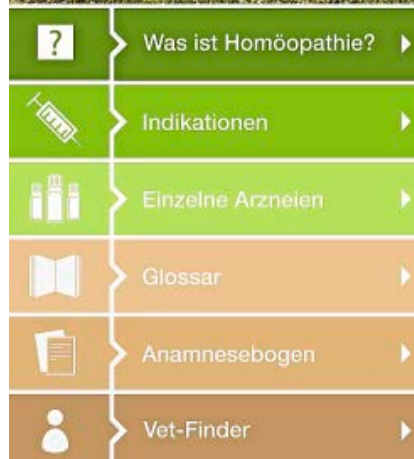 ?
Was ist Homöopathie?
Indikationen
Einzelne Arzneien
Glossar
Anamnesebogen
Vet-Finder